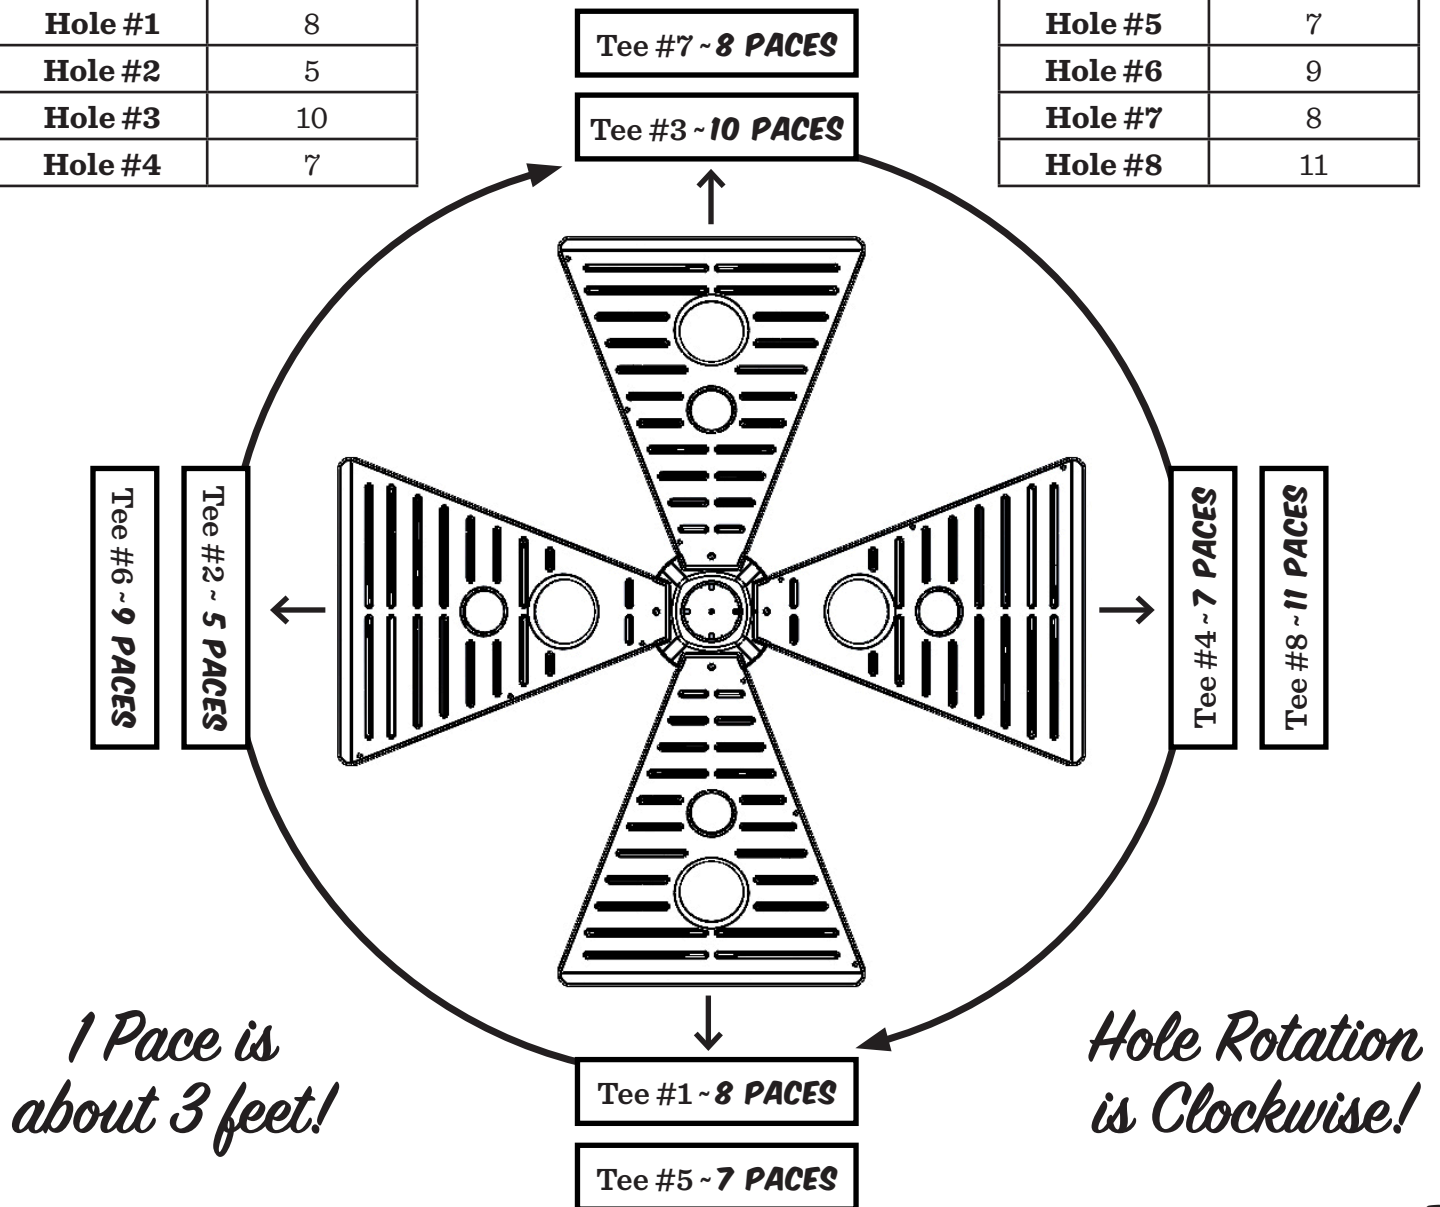 Hole #1 8
Hole #2 5
Hole #3 10
Hole #4 7
Hole #5 7
Hole #6 9
Hole #7 8
Hole #8 11
Tee #7 ~ 8 PACES
Tee #3 ~ 10 PACES
Tee #6 ~ 9 PACES
Tee #2 ~ 5 PACES
Tee #4 ~ 7 PACES
Tee #8 ~ 11 PACES
Tee #1 ~ 8 PACES
Tee #5 ~ 7 PACES
1 Pace is
about 3 feet!
Hole Rotation
is Clockwise!